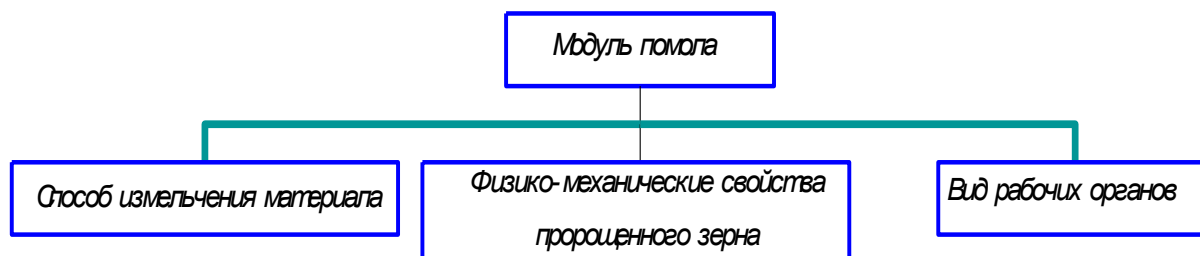 Модуль помола
Способ измельчения материала
Физико-механические свойства
пророщенного зерна
Вид рабочих органов